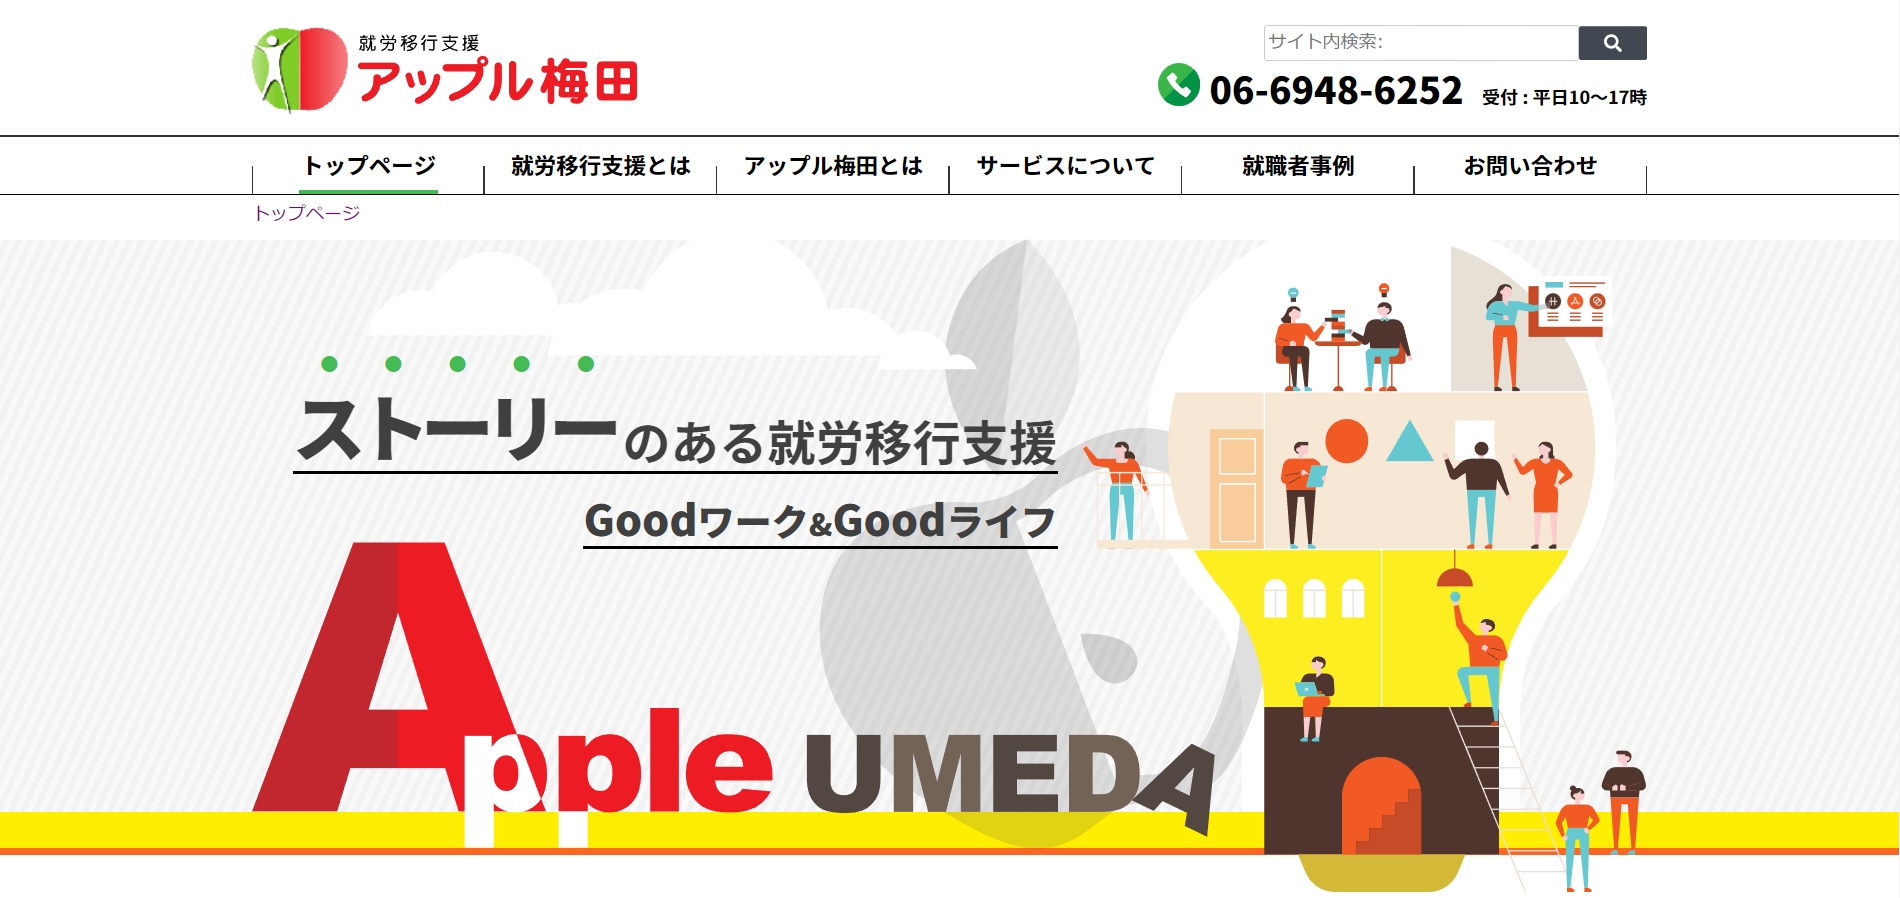 就労移行支援
アップル梅田
サイト内検索:
06-6948-6252 受付 : 平日10〜17時
トップページ 就労移行支援とは アップル梅田とは サービスについて 就職者事例 お問い合わせ
トップページ
ストーリーのある就労移行支援
Goodワーク&Goodライフ
Apple UMEDA